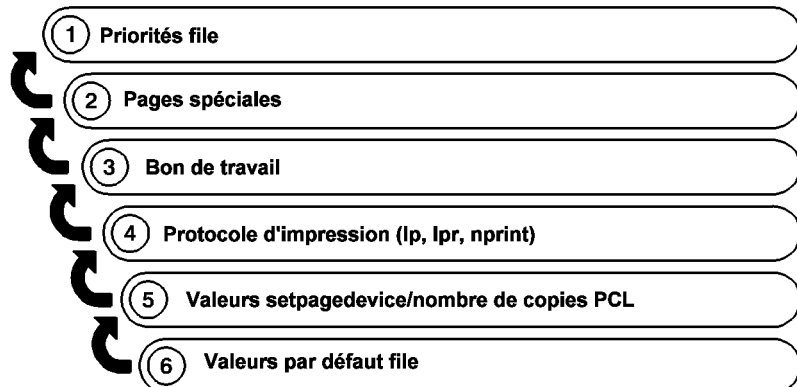 1 Priorités file
2 Pages spéciales
3 Bon de travail
4 Protocole d'impression (lp, lpr, nprint)
5 Valeurs setpagedevice/nombre de copies PCL
6 Valeurs par défaut file